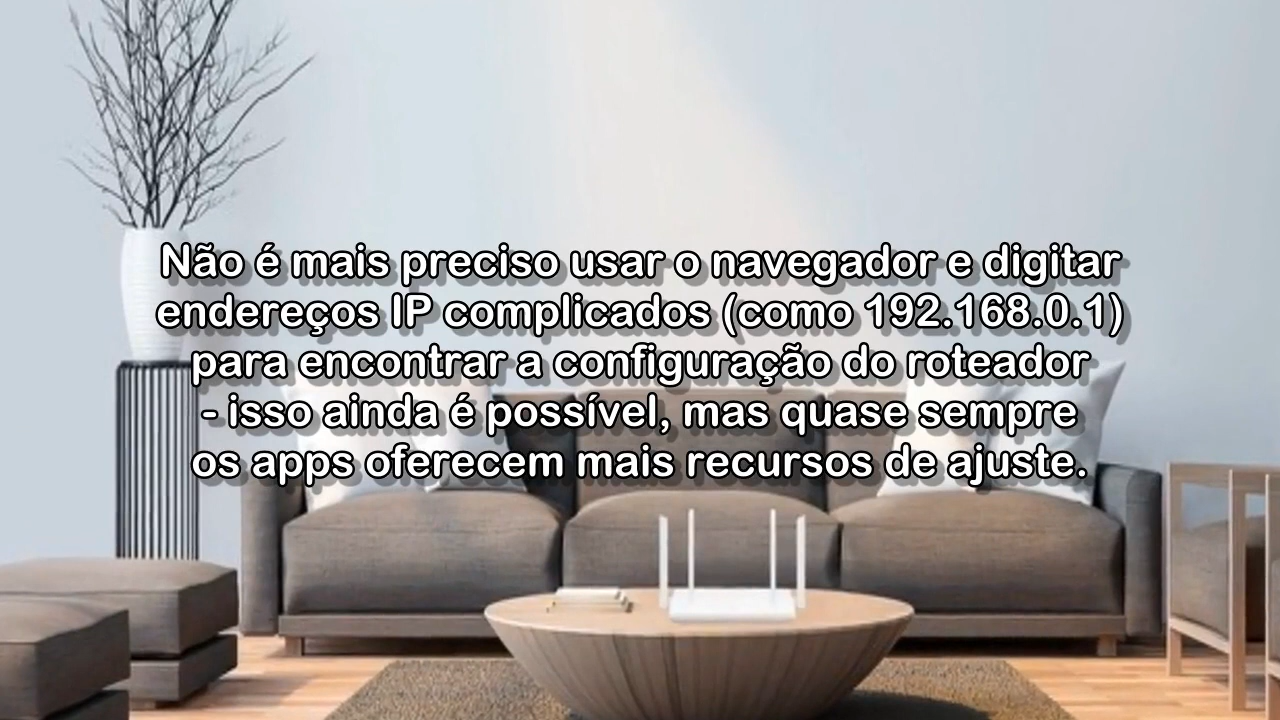 Não é mais preciso usar o navegador e digitar
endereços IP complicados (como 192.168.0.1)
para encontrar a configuração do roteador
- isso ainda é possível, mas quase sempre
os apps oferecem mais recursos de ajuste.